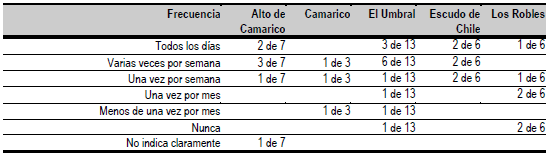 Frecuencia Alto de Camarico Camarico El Umbral Escudo de Chile Los Robles
Todos los días 2 de 7 3 de 13 2 de 6 1 de 6
Varias veces por semana 3 de 7 1 de 3 6 de 13 2 de 6
Una vez por semana 1 de 7 1 de 3 1 de 13 2 de 6 1 de 6
Una vez por mes 1 de 13 2 de 6
Menos de una vez por mes 1 de 3 1 de 13
Nunca 1 de 13 2 de 6
No indica claramente 1 de 7